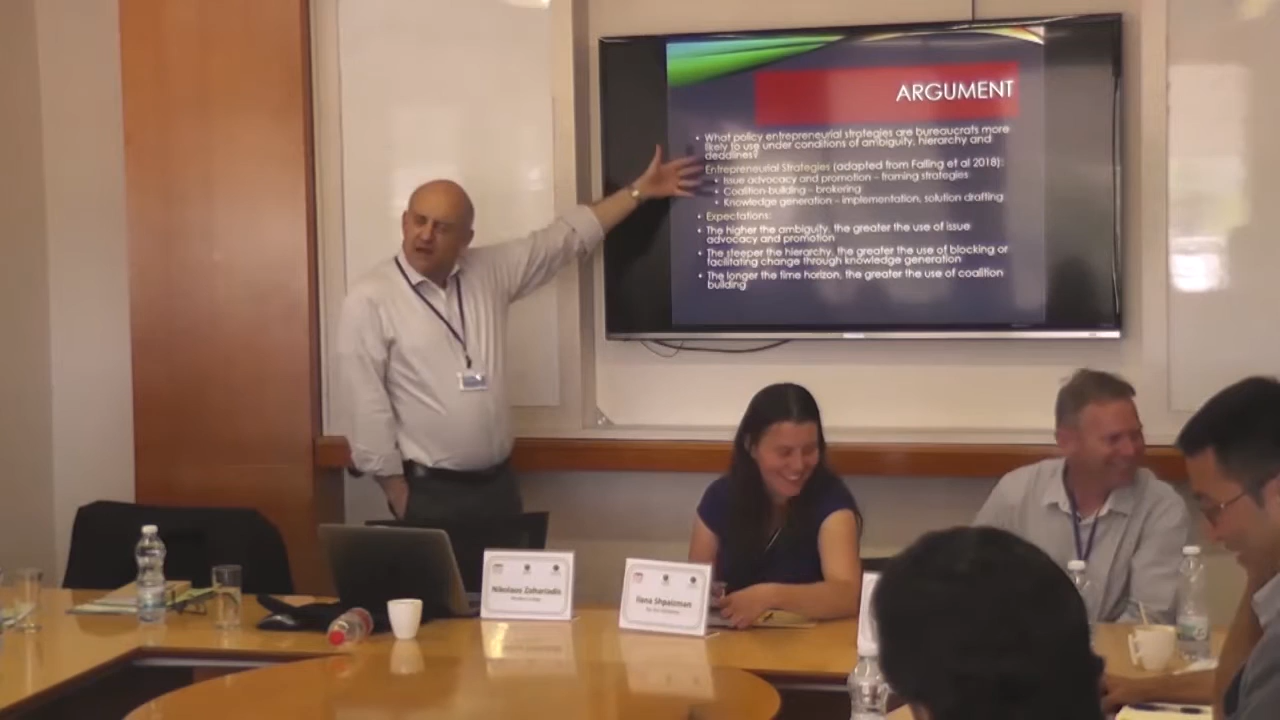 ARGUMENT
• What policy entrepreneurial strategies are bureaucrats more
likely to use under conditions of ambiguity, hierarchy and
deadlines?
Entrepreneurial Strategies (adapted from Faling et al 2018):
• Issue advocacy and promotion – framing strategies
• Coalition-building – brokering
• Knowledge generation – implementation, solution drafting
• Expectations:
• The higher the ambiguity, the greater the use of issue
advocacy and promotion
• The steeper the hierarchy, the greater the use of blocking or
facilitating change through knowledge generation
• The longer the time horizon, the greater the use of coalition
building
Nikolaos Zahariadis
Ilana Shpaizman